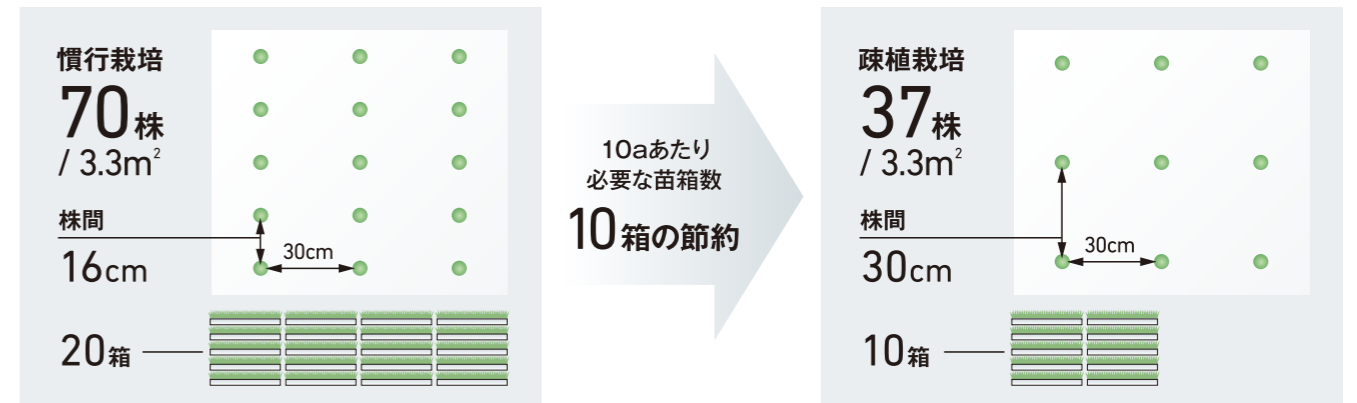 慣行栽培
70株
/ 3.3m²
株間
16cm
30cm
20箱
10aあたり
必要な苗箱数
10箱の節約
疎植栽培
37株
/ 3.3m²
株間
30cm
30cm
10箱